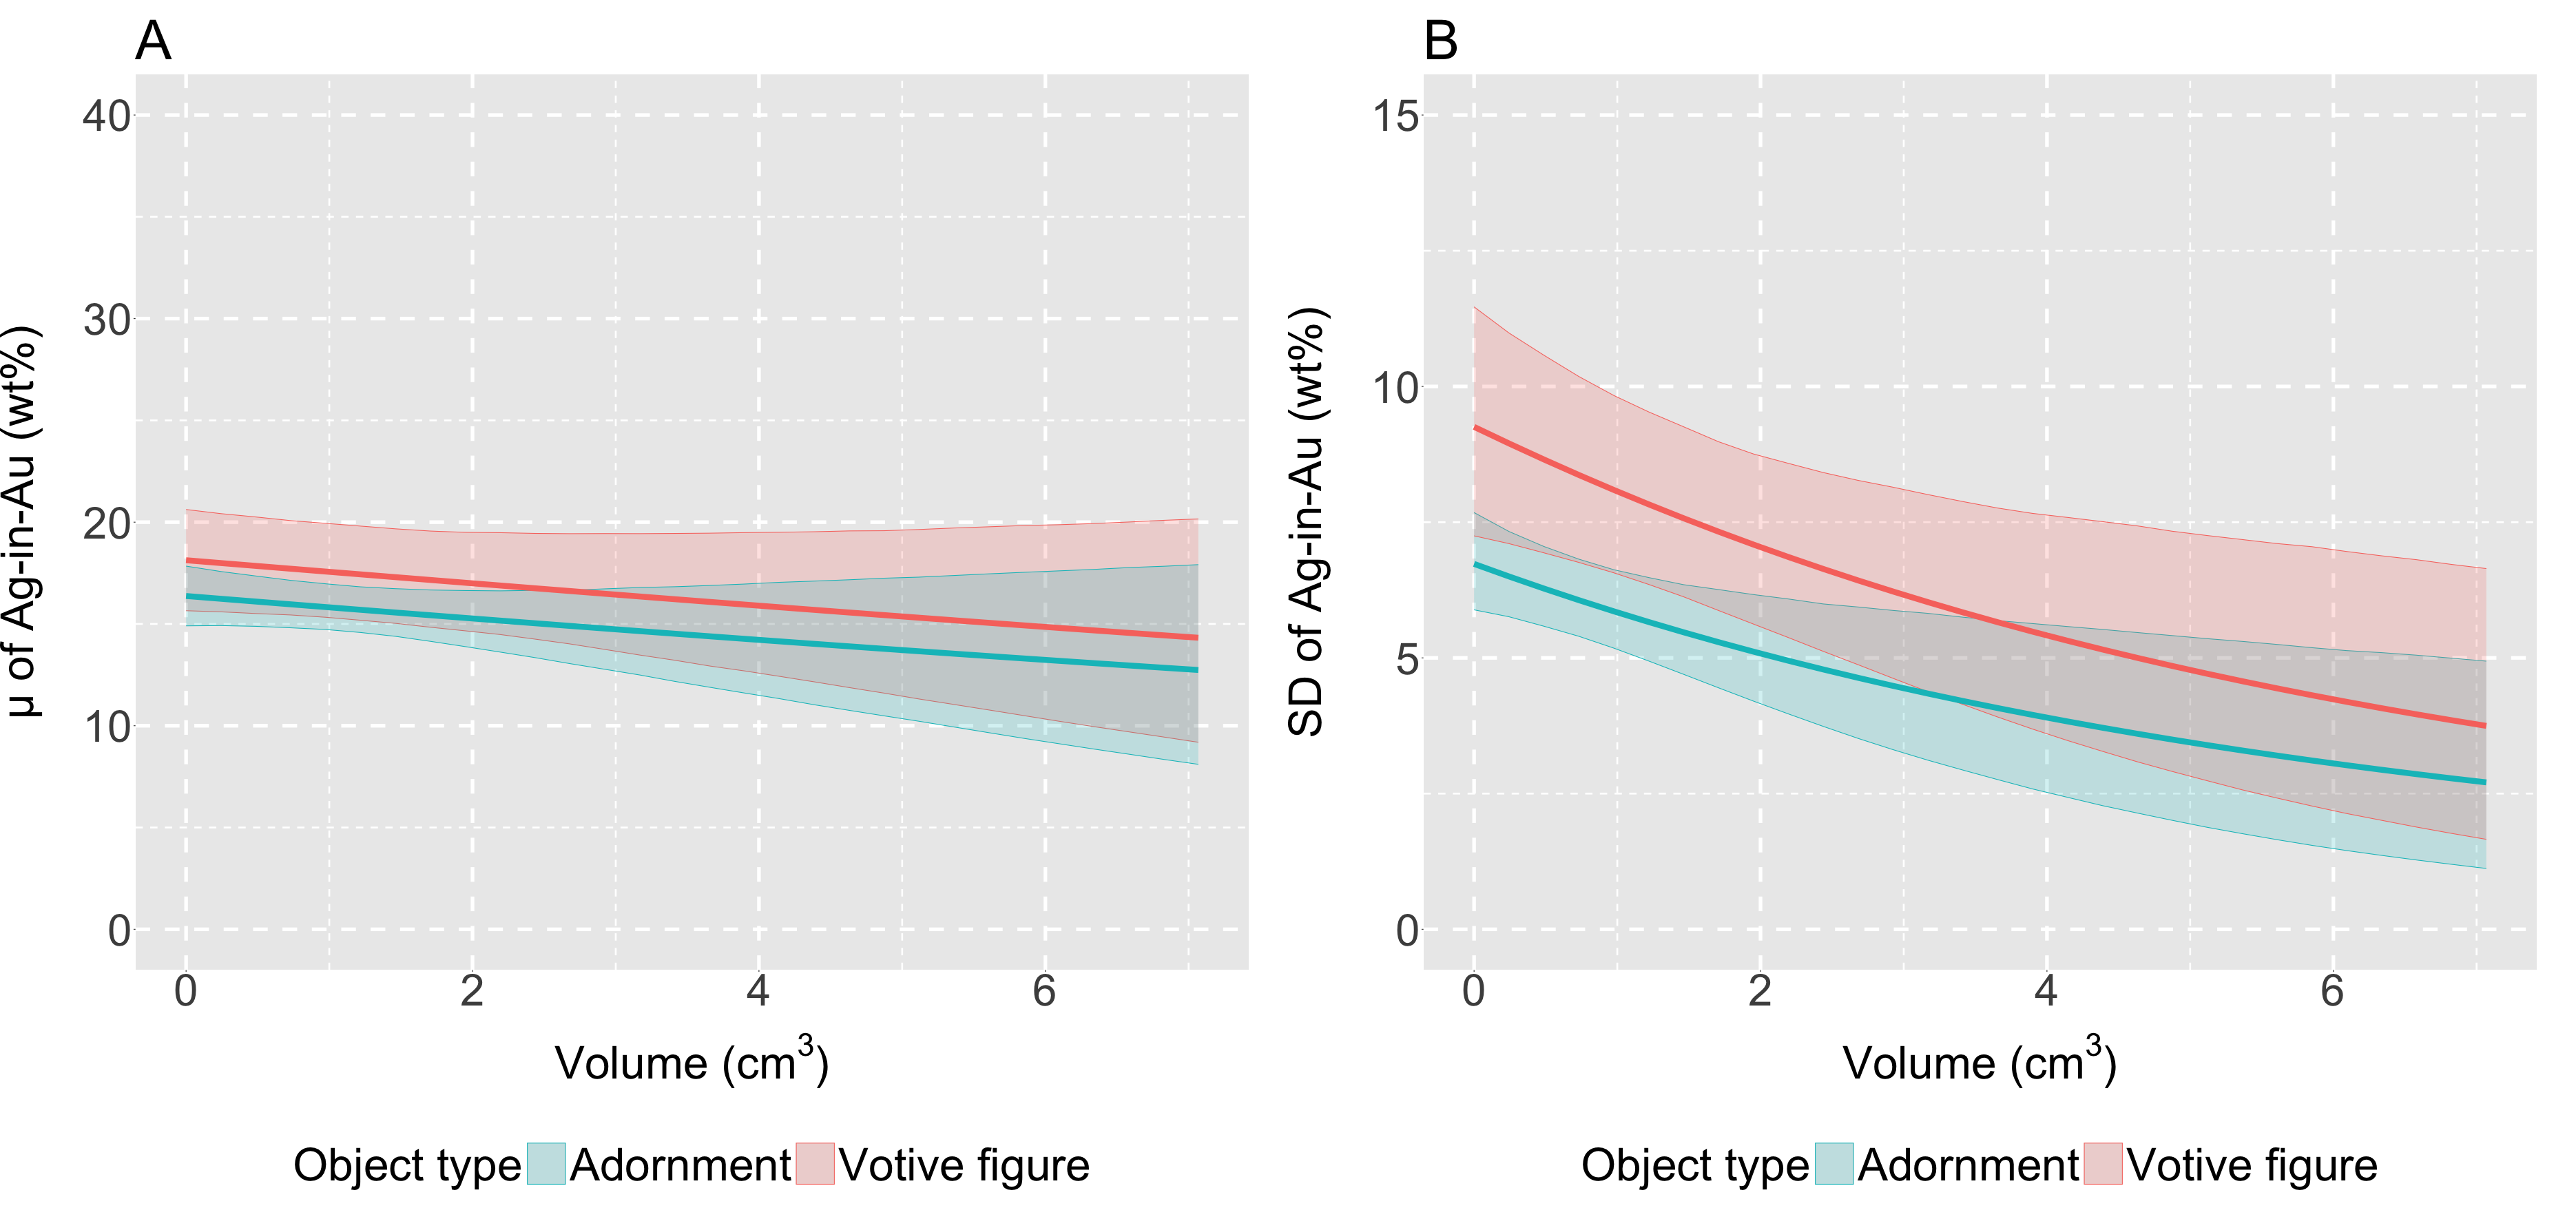 A
40
30
20
10
0
µ of Ag-in-Au (wt%)
0 2 4 6
Volume (cm³)
Object type Adornment Votive figure
B
15
10
5
0
SD of Ag-in-Au (wt%)
0 2 4 6
Volume (cm³)
Object type Adornment Votive figure